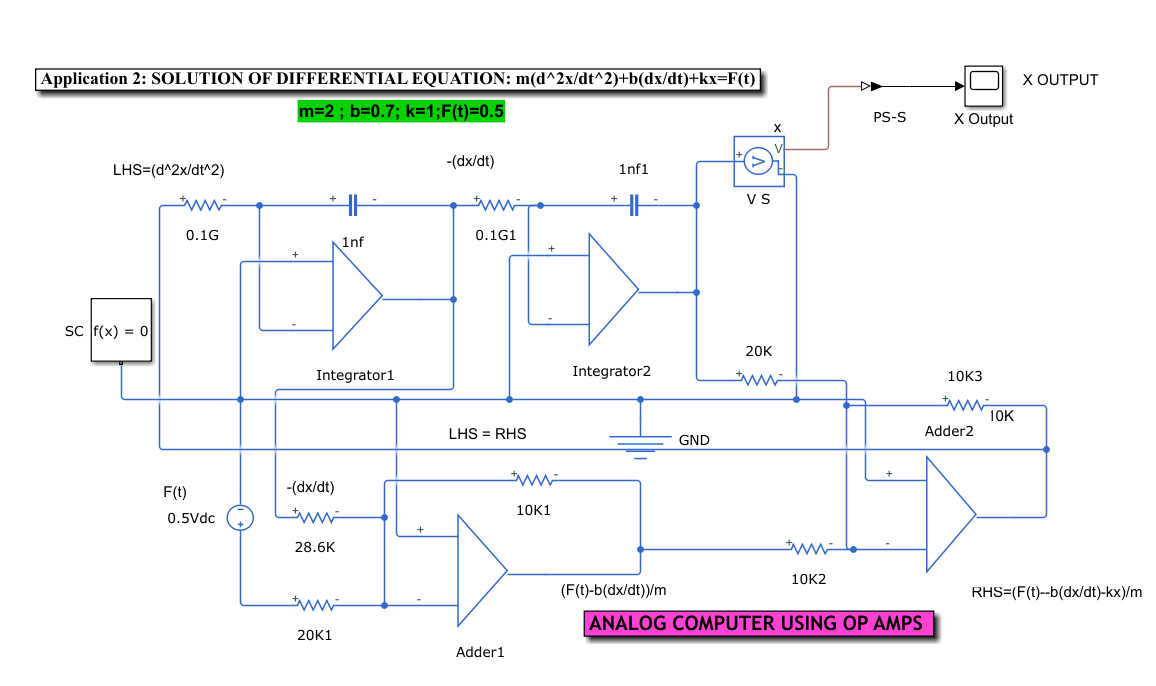 Application 2: SOLUTION OF DIFFERENTIAL EQUATION: m(d^2x/dt^2)+b(dx/dt)+kx=F(t)
m=2 ; b=0.7; k=1;F(t)=0.5
X OUTPUT
PS-S
X Output
x
+
V
-
V S
LHS=(d^2x/dt^2)
-(dx/dt)
1nf1
+ -
+ -
+ -
+ -
0.1G
1nf
0.1G1
+
-
+
-
SC
f(x) = 0
Integrator1
Integrator2
20K
+ -
10K3
+ -
10K
Adder2
LHS = RHS
GND
F(t)
0.5Vdc
-
+
-(dx/dt)
+ -
28.6K
+ -
10K1
+
-
+ -
20K1
+ -
10K2
+
-
(F(t)-b(dx/dt))/m
RHS=(F(t)--b(dx/dt)-kx)/m
Adder1
ANALOG COMPUTER USING OP AMPS